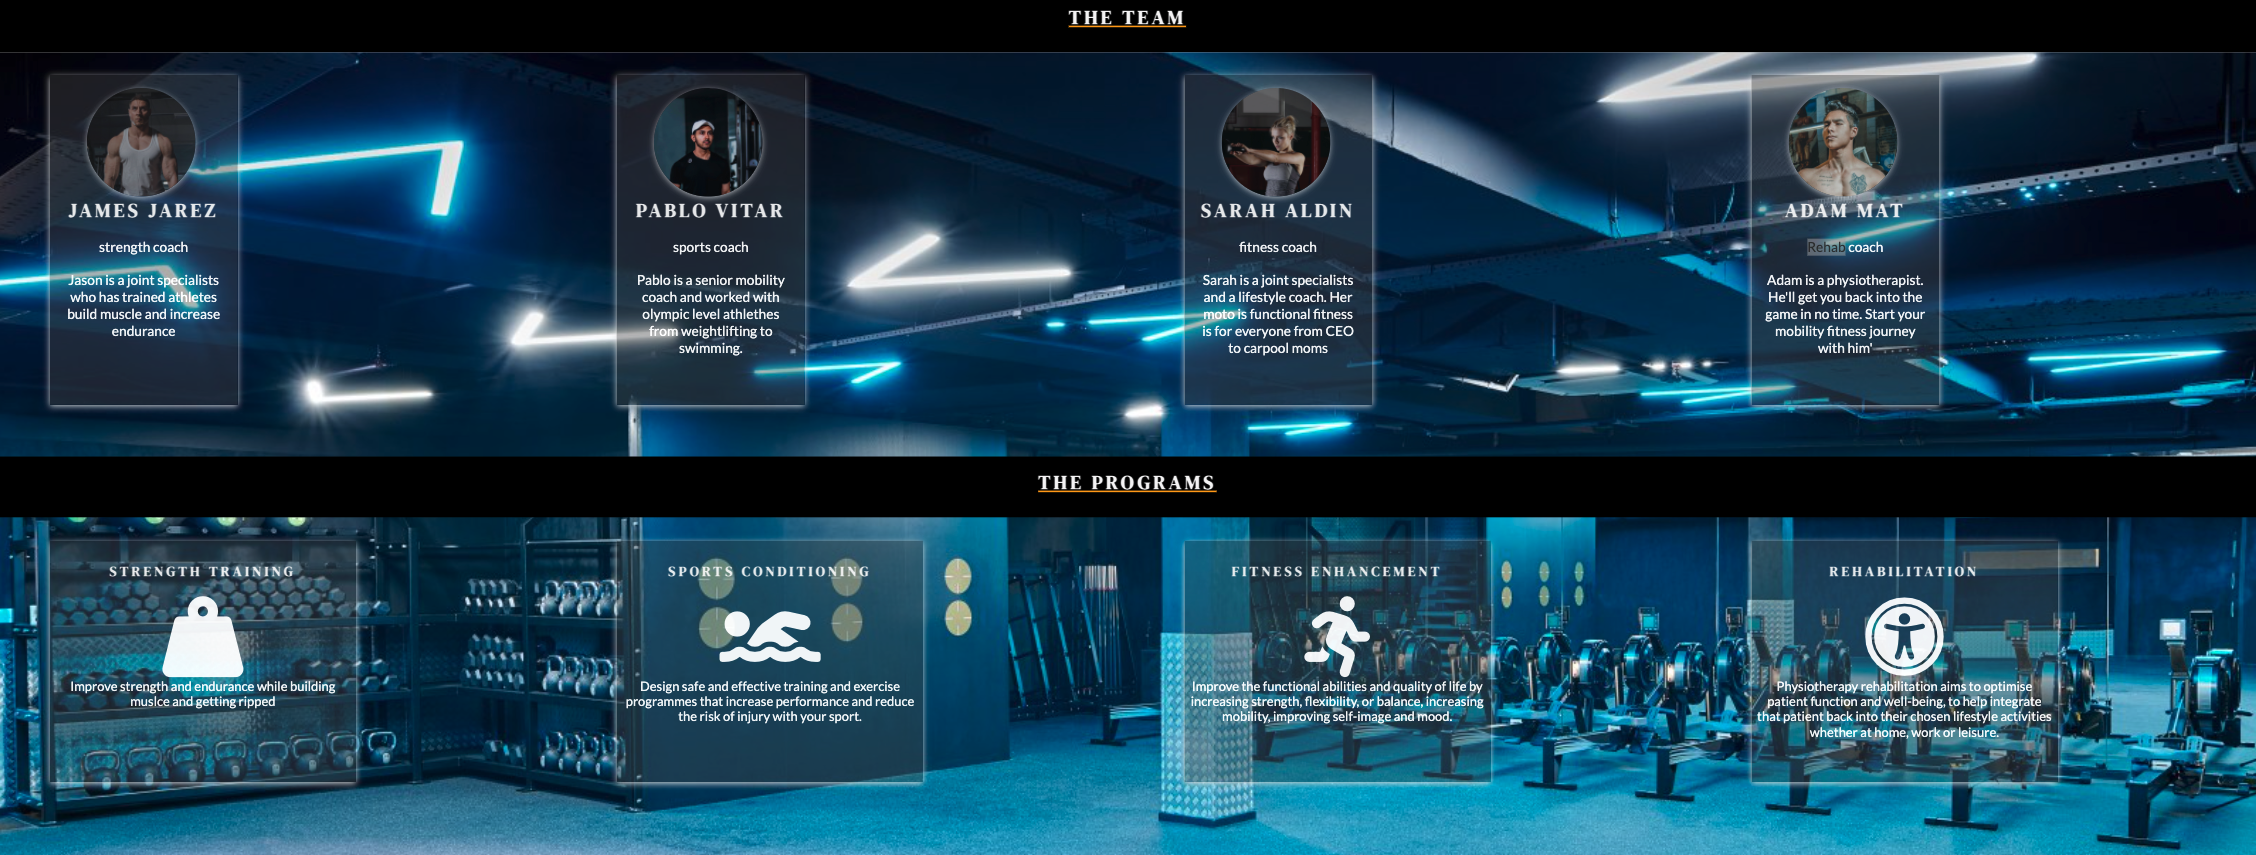 THE TEAM
JAMES JAREZ
strength coach
Jason is a joint specialists
who has trained athletes
build muscle and increase
endurance
PABLO VITAR
sports coach
Pablo is a senior mobility
coach and worked with
olympic level athlethes
from weightlifting to
swimming.
SARAH ALDIN
fitness coach
Sarah is a joint specialists
and a lifestyle coach. Her
moto is functional fitness
is for everyone from CEO
to carpool moms
ADAM MAT
Rehab coach
Adam is a physiotherapist.
He'll get you back into the
game in no time. Start your
mobility fitness journey
with him'
THE PROGRAMS
STRENGTH TRAINING
Improve strength and endurance while building
muslce and getting ripped
SPORTS CONDITIONING
Design safe and effective training and exercise
programmes that increase performance and reduce
the risk of injury with your sport.
FITNESS ENHANCEMENT
Improve the functional abilities and quality of life by
increasing strength, flexibility, or balance, increasing
mobility, improving self-image and mood.
REHABILITATION
Physiotherapy rehabilitation aims to optimise
patient function and well-being, to help integrate
that patient back into their chosen lifestyle activities
whether at home, work or leisure.